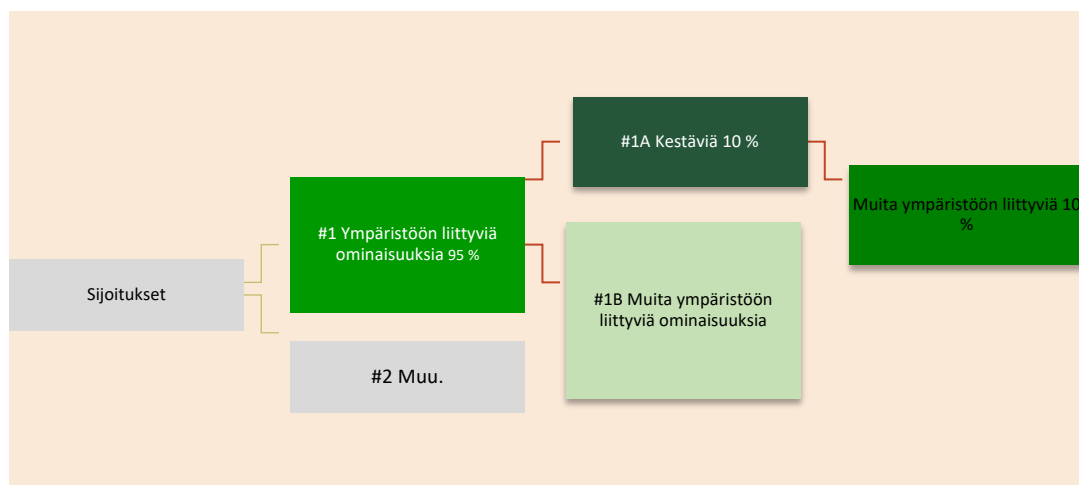 Sijoitukset
#1 Ympäristöön liittyviä
ominaisuuksia 95 %
#2 Muu.
#1A Kestäviä 10 %
#1B Muita ympäristöön
liittyviä ominaisuuksia
Muita ympäristöön liittyviä 10
%